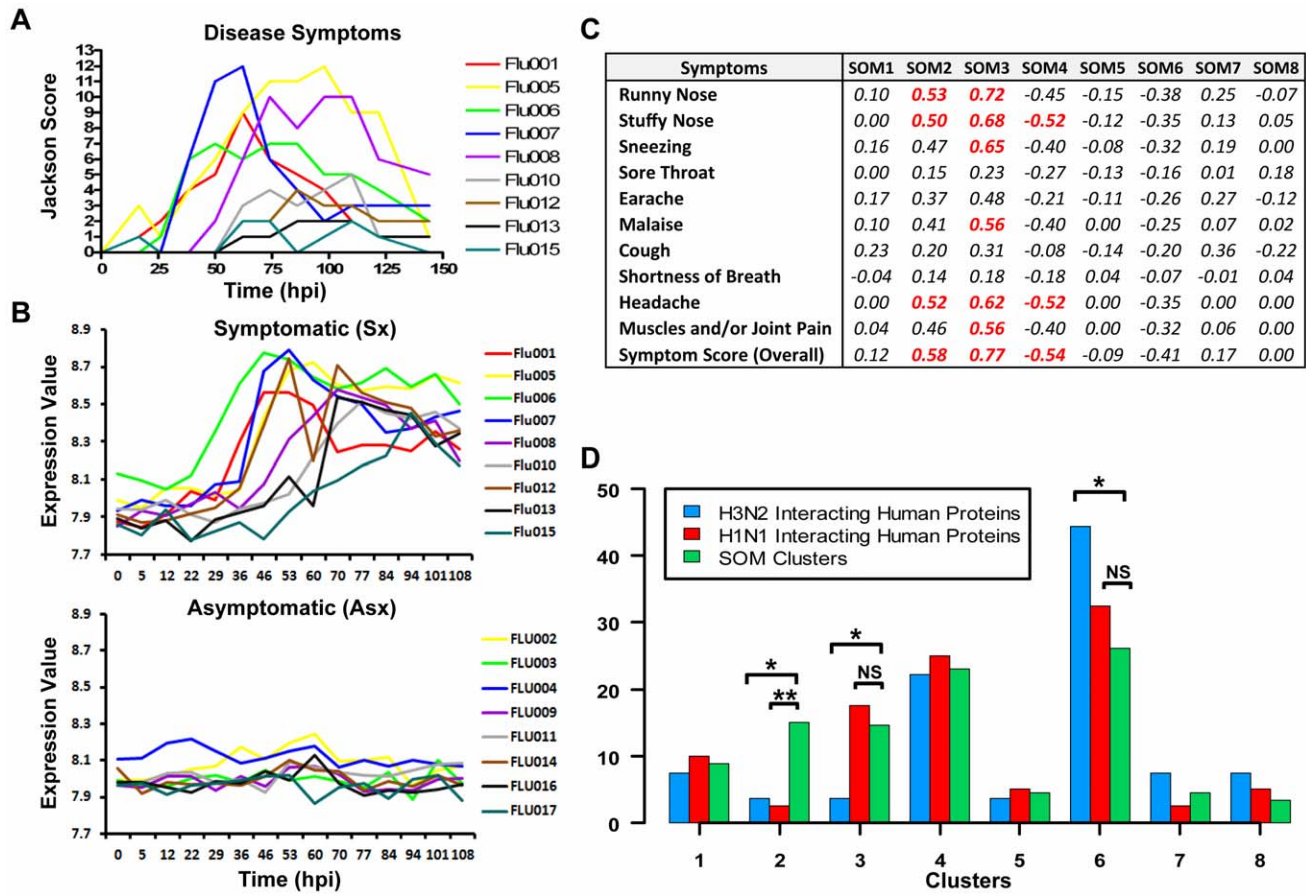 A
Disease Symptoms
Jackson Score
13
12
11
10
9
8
7
6
5
4
3
2
1
0
0 25 50 75 100 125 150
Time (hpi)
Flu001
Flu005
Flu006
Flu007
Flu008
Flu010
Flu012
Flu013
Flu015
B
Symptomatic (Sx)
Expression Value
8.9
8.7
8.5
8.3
8.1
7.9
7.7
0 5 12 22 29 36 46 53 60 70 77 84 94 101 108
Flu001
Flu005
Flu006
Flu007
Flu008
Flu010
Flu012
Flu013
Flu015
Asymptomatic (Asx)
Expression Value
8.9
8.7
8.5
8.3
8.1
7.9
7.7
0 5 12 22 29 36 46 53 60 70 77 84 94 101 108
Time (hpi)
FLU002
FLU003
FLU004
FLU009
FLU011
FLU014
FLU016
FLU017
C
Symptoms SOM1 SOM2 SOM3 SOM4 SOM5 SOM6 SOM7 SOM8
Runny Nose 0.10 0.53 0.72 -0.45 -0.15 -0.38 0.25 -0.07
Stuffy Nose 0.00 0.50 0.68 -0.52 -0.12 -0.35 0.13 0.05
Sneezing 0.16 0.47 0.65 -0.40 -0.08 -0.32 0.19 0.00
Sore Throat 0.00 0.15 0.23 -0.27 -0.13 -0.16 0.01 0.18
Earache 0.17 0.37 0.48 -0.21 -0.11 -0.26 0.27 -0.12
Malaise 0.10 0.41 0.56 -0.40 0.00 -0.25 0.07 0.02
Cough 0.23 0.20 0.31 -0.08 -0.14 -0.20 0.36 -0.22
Shortness of Breath -0.04 0.14 0.18 -0.18 0.04 -0.07 -0.01 0.04
Headache 0.00 0.52 0.62 -0.52 0.00 -0.35 0.00 0.00
Muscles and/or Joint Pain 0.04 0.46 0.56 -0.40 0.00 -0.32 0.06 0.00
Symptom Score (Overall) 0.12 0.58 0.77 -0.54 -0.09 -0.41 0.17 0.00
D
50
40
30
20
10
0
H3N2 Interacting Human Proteins
H1N1 Interacting Human Proteins
SOM Clusters
*
**
*
NS
*
NS
1 2 3 4 5 6 7 8
Clusters